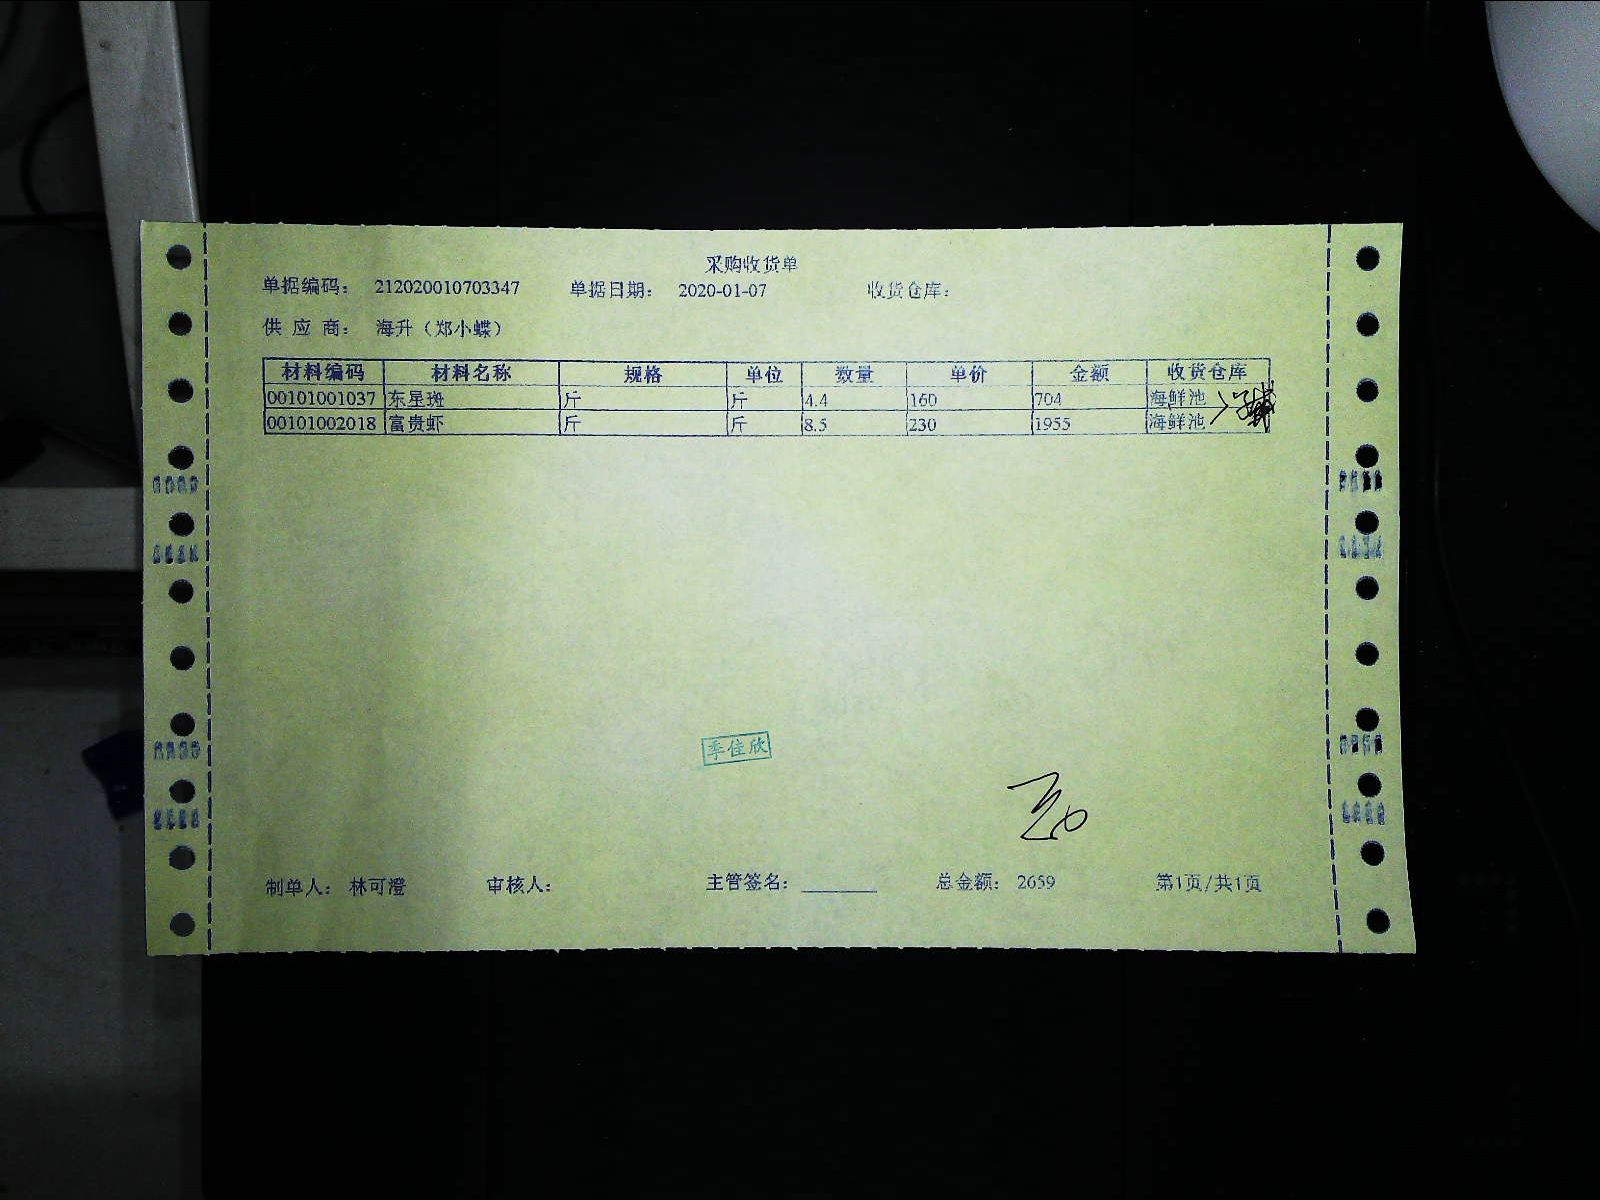 采购收货单
单据编码： 212020010703347 单据日期： 2020-01-07 收货仓库：
供 应 商： 海升（郑小蝶）
材料编码 材料名称 规格 单位 数量 单价 金额 收货仓库
00101001037 东星斑 斤 斤 4.4 160 704 海鲜池
00101002018 富贵虾 斤 斤 8.5 230 1955 海鲜池
季佳欣
制单人： 林可澄 审核人： 主管签名： 总金额： 2659 第1页/共1页